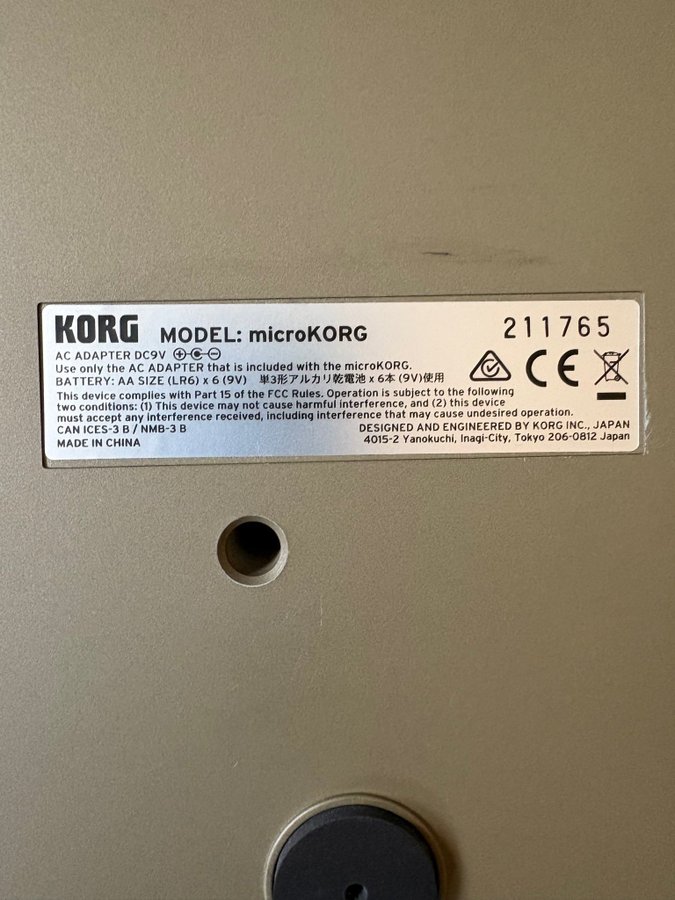 KORG MODEL: microKORG 211765
AC ADAPTER DC9V
Use only the AC ADAPTER that is included with the microKORG.
BATTERY: AA SIZE (LR6) x 6 (9V) 単3形アルカリ乾電池 x 6本 (9V)使用
This device complies with Part 15 of the FCC Rules. Operation is subject to the following
two conditions: (1) This device may not cause harmful interference, and (2) this device
must accept any interference received, including interference that may cause undesired operation.
CAN ICES-3 B / NMB-3 B
MADE IN CHINA
CE
DESIGNED AND ENGINEERED BY KORG INC., JAPAN
4015-2 Yanokuchi, Inagi-City, Tokyo 206-0812 Japan